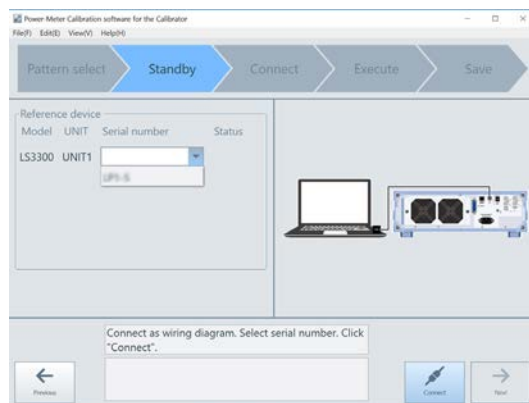 Power Meter Calibration software for the Calibrator
File(F) Edit(E) View(V) Help(H)
Pattern select Standby Connect Execute Save
Reference device
Model UNIT Serial number Status
LS3300 UNIT1
Connect as wiring diagram. Select serial number. Click
"Connect".
Previous Connect Next